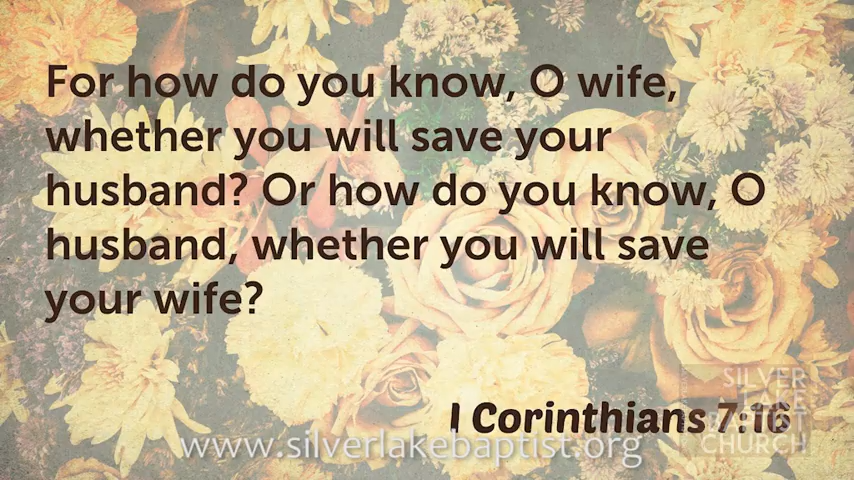 For how do you know, O wife,
whether you will save your
husband? Or how do you know, O
husband, whether you will save
your wife?
I Corinthians 7:16
SILVER
LAKE
BAPTIST
CHURCH
www.silverlakebaptist.org